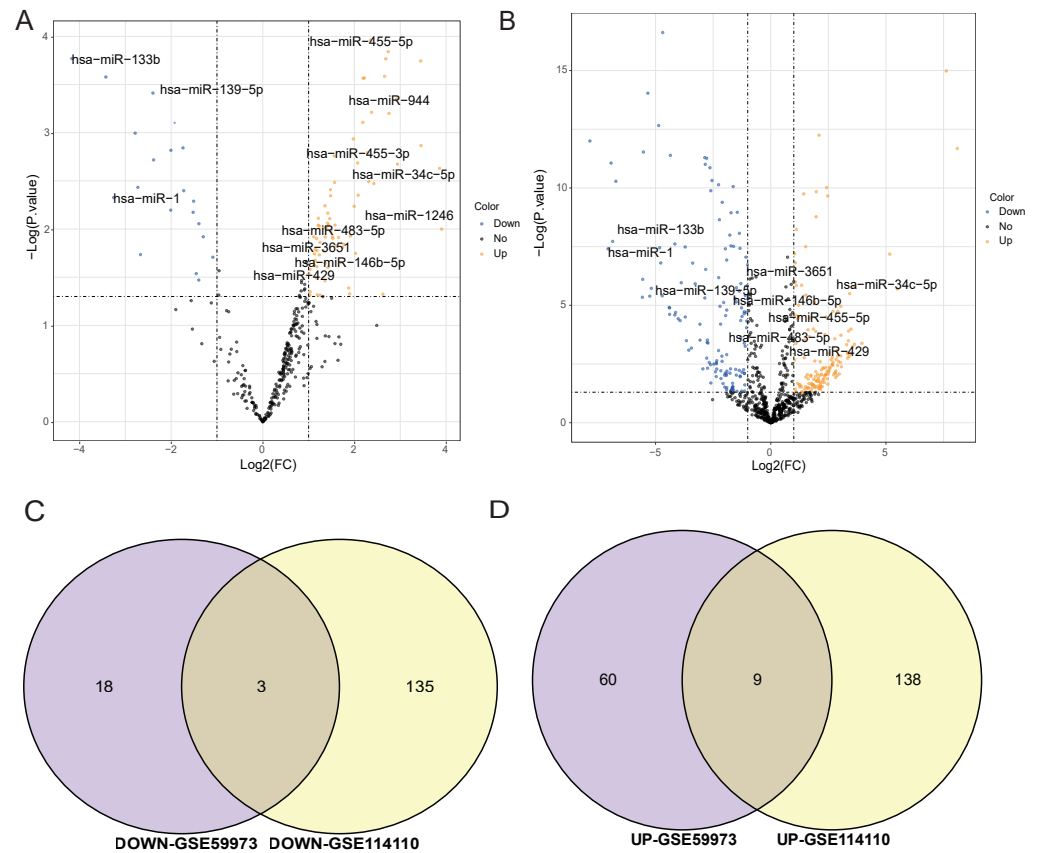 A
−Log(P.value)
4
3
2
1
0
−4
−2
0
2
4
Log2(FC)
hsa−miR−455−5p
hsa−miR−133b
hsa−miR−139−5p
hsa−miR−944
hsa−miR−455−3p
hsa−miR−34c−5p
hsa−miR−1
hsa−miR−1246
hsa−miR−483−5p
hsa−miR−3651
hsa−miR−146b−5p
hsa−miR−429
Color
Down
No
Up
B
−Log(P.value)
15
10
5
0
−5
0
5
Log2(FC)
hsa−miR−133b
hsa−miR−1
hsa−miR−3651
hsa−miR−34c−5p
hsa−miR−139−5p
hsa−miR−146b−5p
hsa−miR−455−5p
hsa−miR−483−5p
hsa−miR−429
Color
Down
No
Up
C
18
3
135
DOWN-GSE59973
DOWN-GSE114110
D
60
9
138
UP-GSE59973
UP-GSE114110